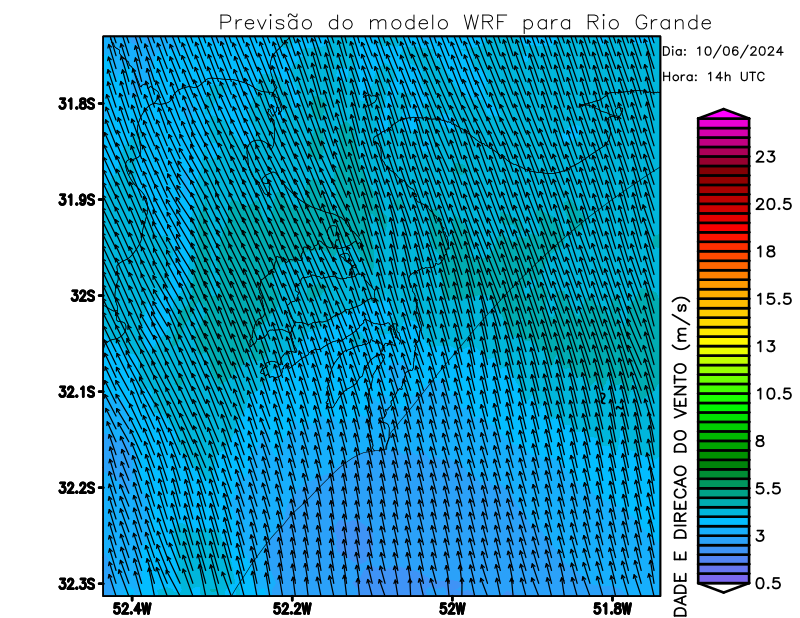 Previsão do modelo WRF para Rio Grande
Dia: 10/06/2024
Hora: 14h UTC
31.8S
31.9S
32S
32.1S
32.2S
32.3S
52.4W
52.2W
52W
51.8W
23
20.5
18
15.5
13
10.5
8
5.5
3
0.5
DADE E DIRECAO DO VENTO (m/s)